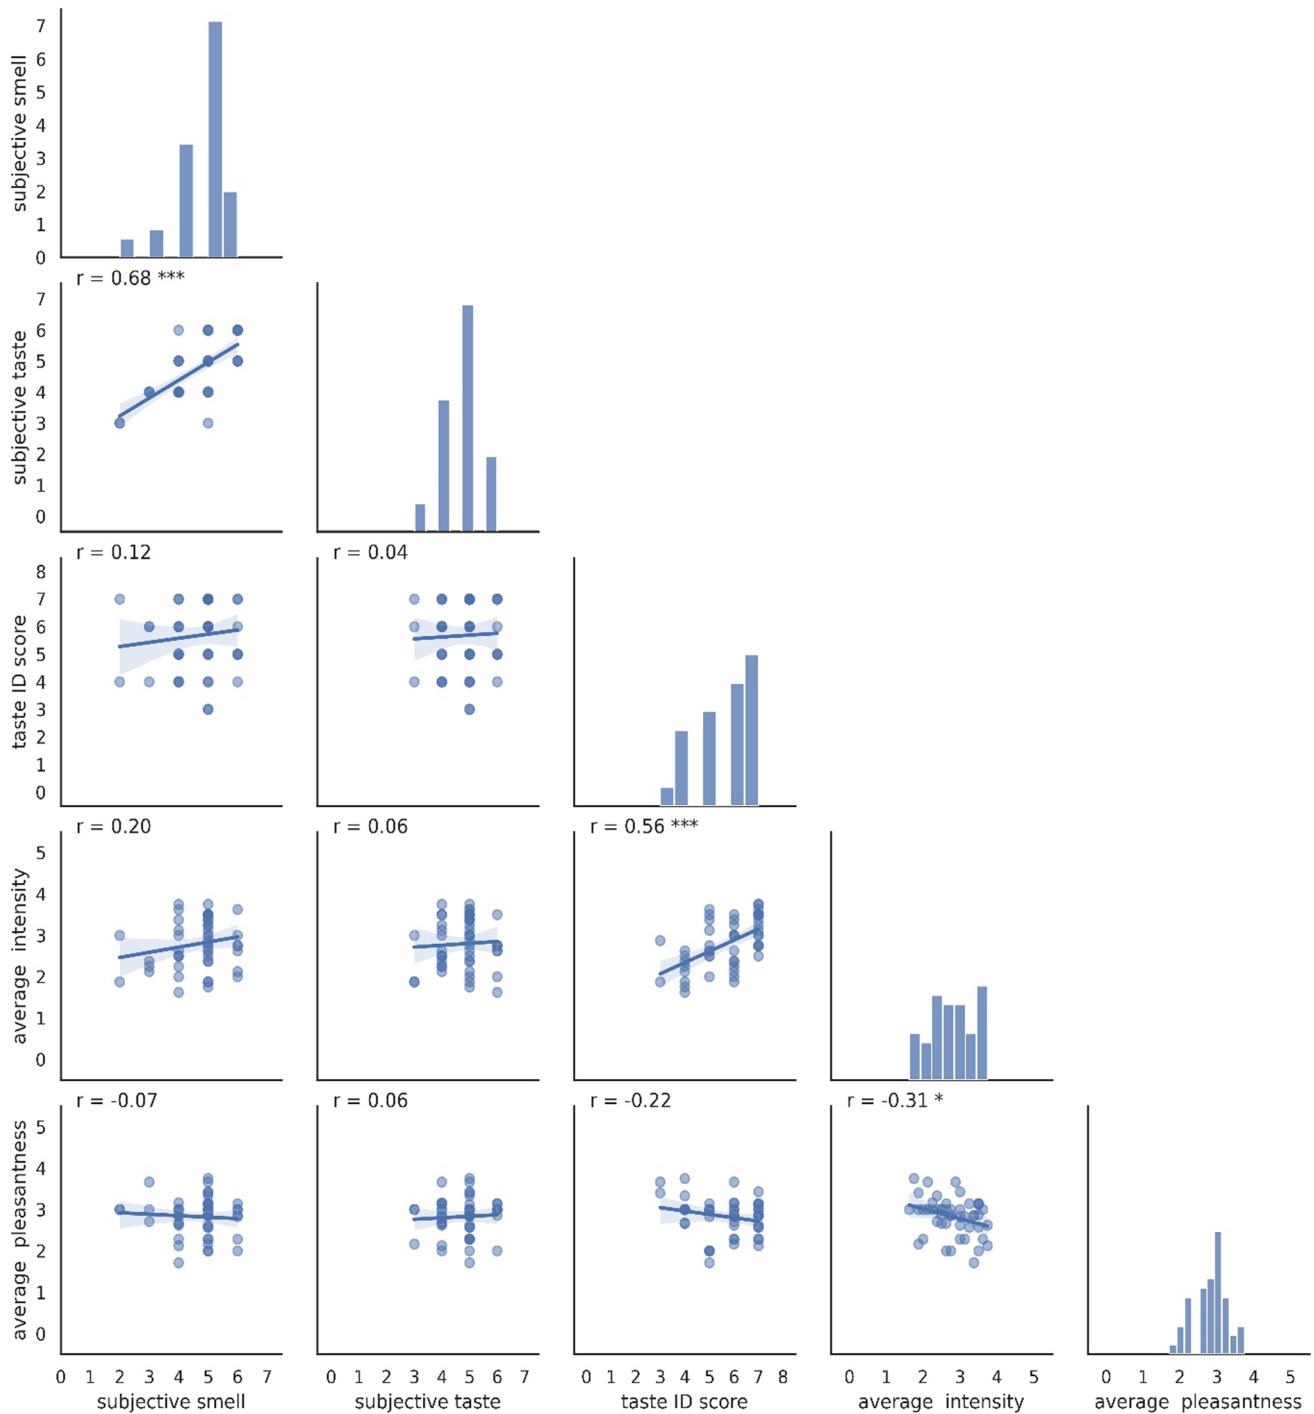 subjective smell
7
6
5
4
3
2
1
0
r = 0.68 ***
subjective taste
7
6
5
4
3
2
1
0
r = 0.12
r = 0.04
taste ID score
8
7
6
5
4
3
2
1
0
r = 0.20
r = 0.06
r = 0.56 ***
average intensity
5
4
3
2
1
0
r = -0.07
r = 0.06
r = -0.22
r = -0.31 *
average pleasantness
5
4
3
2
1
0
0 1 2 3 4 5 6 7
0 1 2 3 4 5 6 7
0 1 2 3 4 5 6 7 8
0 1 2 3 4 5
0 1 2 3 4 5
subjective smell
subjective taste
taste ID score
average intensity
average pleasantness